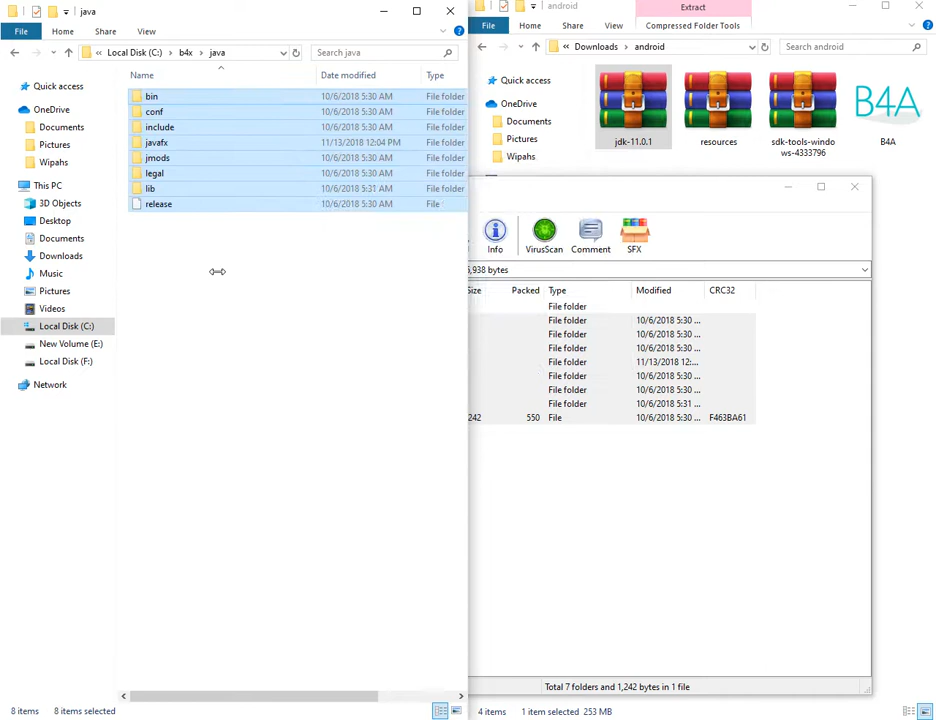 java
File Home Share View
« Local Disk (C:) › b4x › java
Search java
Quick access
OneDrive
Documents
Pictures
Wipahs
This PC
3D Objects
Desktop
Documents
Downloads
Music
Pictures
Videos
Local Disk (C:)
New Volume (E:)
Local Disk (F:)
Network
Name Date modified Type
bin 10/6/2018 5:30 AM File folder
conf 10/6/2018 5:30 AM File folder
include 10/6/2018 5:30 AM File folder
javafx 11/13/2018 12:04 PM File folder
jmods 10/6/2018 5:30 AM File folder
legal 10/6/2018 5:30 AM File folder
lib 10/6/2018 5:31 AM File folder
release 10/6/2018 5:30 AM File
8 items 8 items selected
android
Extract
File Home Share View Compressed Folder Tools
« Downloads › android
Search android
Quick access
OneDrive
Documents
Pictures
Wipahs
jdk-11.0.1
resources
sdk-tools-windo
ws-4333796
B4A
B4A
Info VirusScan Comment SFX
,938 bytes
Size Packed Type Modified CRC32
File folder
File folder 10/6/2018 5:30 ...
File folder 10/6/2018 5:30 ...
File folder 10/6/2018 5:30 ...
File folder 11/13/2018 12:...
File folder 10/6/2018 5:30 ...
File folder 10/6/2018 5:30 ...
File folder 10/6/2018 5:31 ...
242 550 File 10/6/2018 5:30 ... F463BA61
Total 7 folders and 1,242 bytes in 1 file
4 items 1 item selected 253 MB